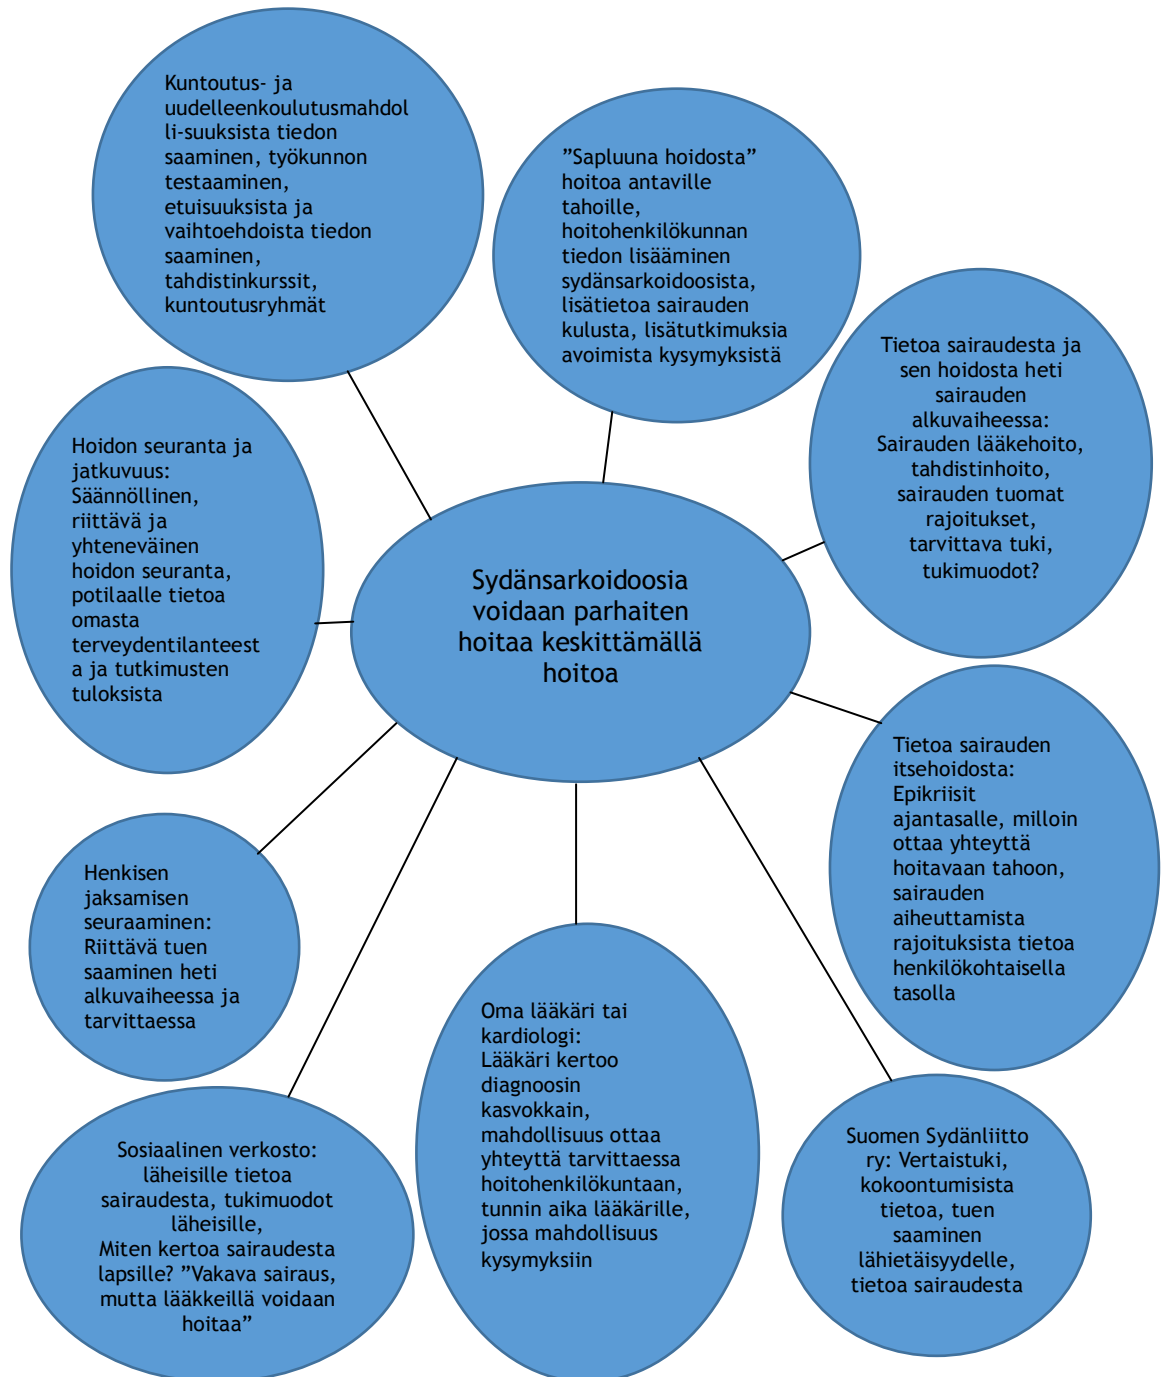 Kuntoutus- ja
uudelleenkoulutusmahdol
li-suuksista tiedon
saaminen, työkunnon
testaaminen,
etuisuuksista ja
vaihtoehdoista tiedon
saaminen,
tahdistinkurssit,
kuntoutusryhmät
”Sapluuna hoidosta”
hoitoa antaville
tahoille,
hoitohenkilökunnan
tiedon lisääminen
sydänsarkoidoosista,
lisätietoa sairauden
kulusta, lisätutkimuksia
avoimista kysymyksistä
Tietoa sairaudesta ja
sen hoidosta heti
sairauden
alkuvaiheessa:
Sairauden lääkehoito,
tahdistinhoito,
sairauden tuomat
rajoitukset,
tarvittava tuki,
tukimuodot?
Hoidon seuranta ja
jatkuvuus:
Säännöllinen,
riittävä ja
yhteneväinen
hoidon seuranta,
potilaalle tietoa
omasta
terveydentilanteest
a ja tutkimusten
tuloksista
Sydänsarkoidoosia
voidaan parhaiten
hoitaa keskittämällä
hoitoa
Tietoa sairauden
itsehoidosta:
Epikriisit
ajantasalle, milloin
ottaa yhteyttä
hoitavaan tahoon,
sairauden
aiheuttamista
rajoituksista tietoa
henkilökohtaisella
tasolla
Henkisen
jaksamisen
seuraaminen:
Riittävä tuen
saaminen heti
alkuvaiheessa ja
tarvittaessa
Oma lääkäri tai
kardiologi:
Lääkäri kertoo
diagnoosin
kasvokkain,
mahdollisuus ottaa
yhteyttä tarvittaessa
hoitohenkilökuntaan,
tunnin aika lääkärille,
jossa mahdollisuus
kysymyksiin
Sosiaalinen verkosto:
läheisille tietoa
sairaudesta, tukimuodot
läheisille,
Miten kertoa sairaudesta
lapsille? ”Vakava sairaus,
mutta lääkkeillä voidaan
hoitaa”
Suomen Sydänliitto
ry: Vertaistuki,
kokoontumisista
tietoa, tuen
saaminen
lähietäisyydelle,
tietoa sairaudesta